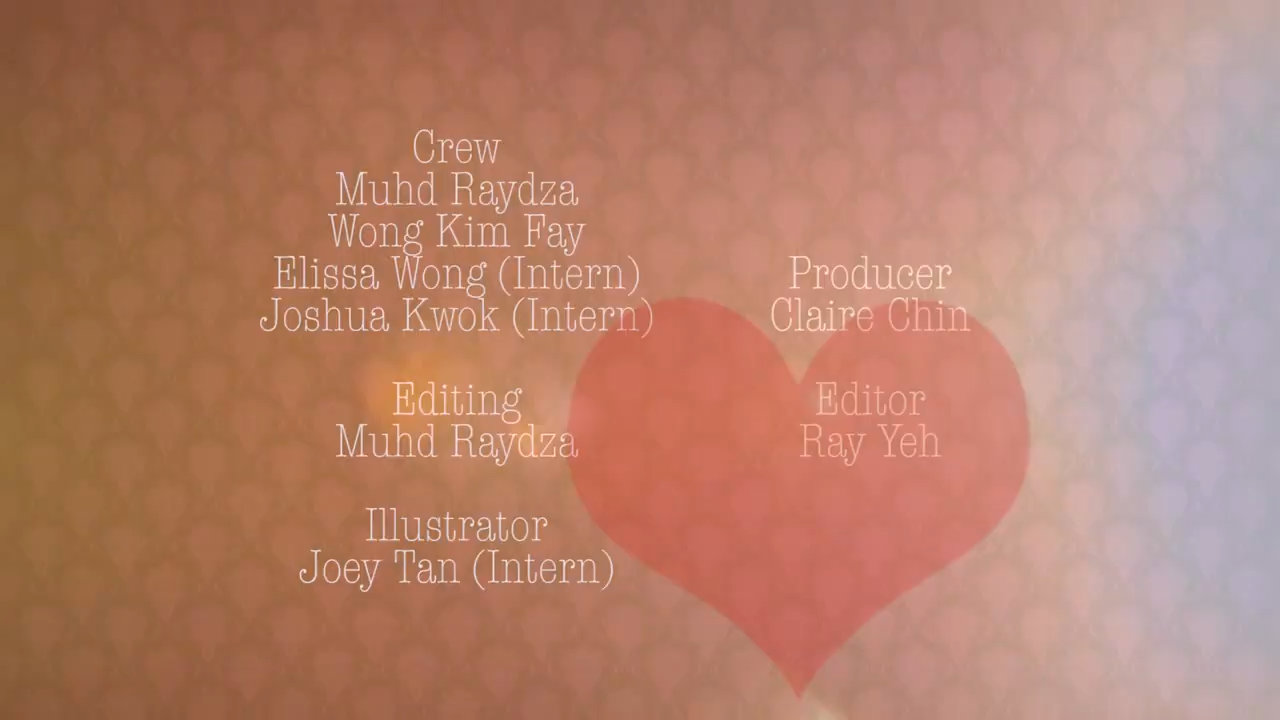 Crew
Muhd Raydza
Wong Kim Fay
Elissa Wong (Intern)
Joshua Kwok (Intern)
Editing
Muhd Raydza
Illustrator
Joey Tan (Intern)
Producer
Claire Chin
Editor
Ray Yeh